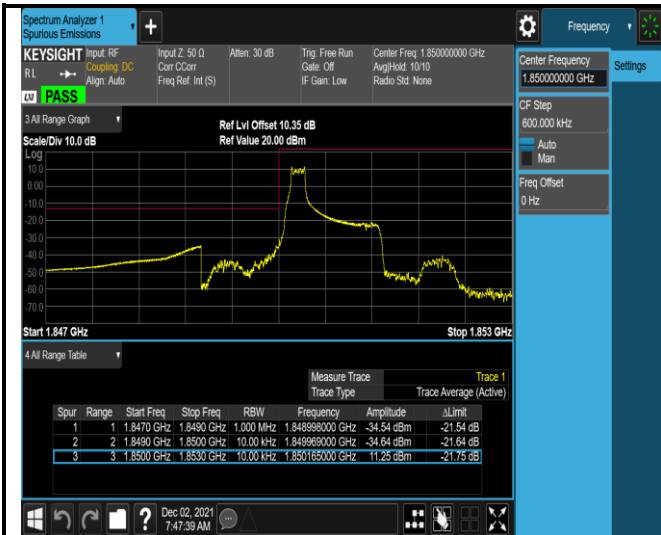 Spectrum Analyzer 1
Spurious Emissions
+
Frequency
KEYSIGHT Input: RF Input Z: 50 Ω Atten: 30 dB Trig: Free Run Center Freq: 1.850000000 GHz
R L Coupling: DC Corr CCorr Gate: Off Avg|Hold: 10/10
Align: Auto Freq Ref: Int (S) IF Gain: Low Radio Std: None
LXI PASS
Center Frequency
1.850000000 GHz
Settings
CF Step
600.000 kHz
Auto
Man
Freq Offset
0 Hz
3 All Range Graph
Ref Lvl Offset 10.35 dB
Scale/Div 10.0 dB Ref Value 20.00 dBm
Log
10.0
0.00
-10.0
-20.0
-30.0
-40.0
-50.0
-60.0
-70.0
Start 1.847 GHz Stop 1.853 GHz
4 All Range Table
Measure Trace Trace 1
Trace Type Trace Average (Active)
Spur Range Start Freq Stop Freq RBW Frequency Amplitude ΔLimit
1 1 1.8470 GHz 1.8490 GHz 1.000 MHz 1.848998000 GHz -34.54 dBm -21.54 dB
2 2 1.8490 GHz 1.8500 GHz 10.00 kHz 1.849969000 GHz -34.64 dBm -21.64 dB
3 3 1.8500 GHz 1.8530 GHz 10.00 kHz 1.850165000 GHz 11.25 dBm -21.75 dB
?
Dec 02, 2021
7:47:39 AM